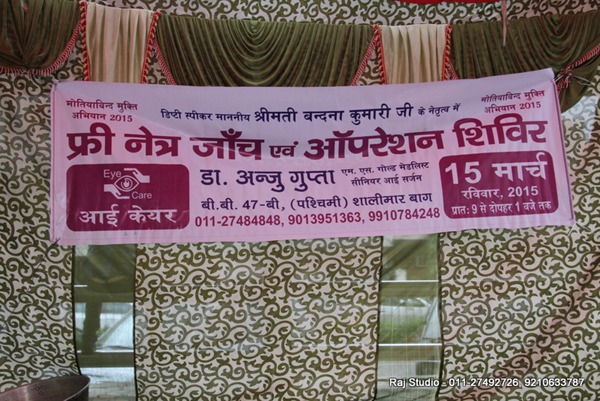 मोतियाबिन्द मुक्ति
अभियान 2015
डिप्टी स्पीकर माननीय श्रीमती बन्दना कुमारी जी के नेतृत्व में
मोतियाबिन्द मुक्ति
अभियान 2015
फ्री नेत्र जाँच एवं ऑपरेशन शिविर
Eye
Care
आई केयर
डा. अन्जु गुप्ता
एम. एस. गोल्ड मेडलिस्ट
सीनियर आई सर्जन
बी.बी. 47-बी, (पश्चिमी) शालीमार बाग
011-27484848, 9013951363, 9910784248
15 मार्च
रविवार, 2015
प्रातः 9 से दोपहर 1 बजे तक
Raj Studio - 011-27492726, 9210633787